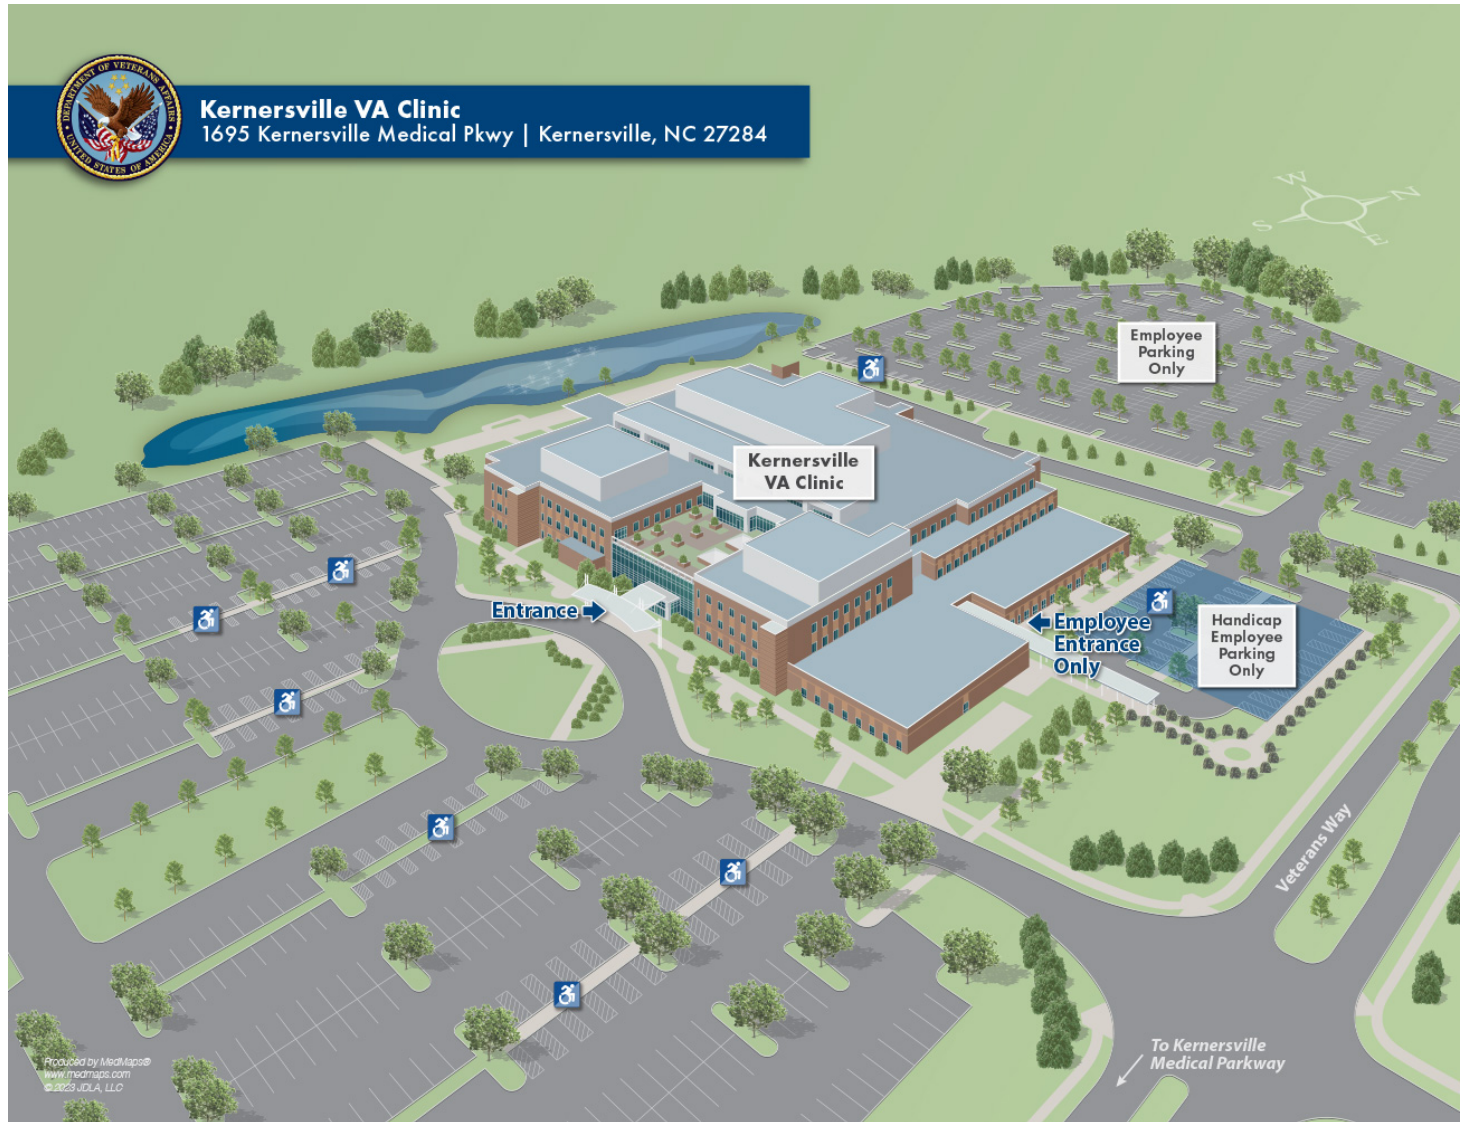 DEPARTMENT OF VETERANS AFFAIRS
UNITED STATES OF AMERICA
Kernersville VA Clinic
1695 Kernersville Medical Pkwy | Kernersville, NC 27284
W
N
S
E
Employee
Parking
Only
Kernersville
VA Clinic
Entrance
Employee
Entrance
Only
Handicap
Employee
Parking
Only
Veterans Way
To Kernersville
Medical Parkway
Produced by MedMaps®
www.medmaps.com
© 2023 JDLA, LLC